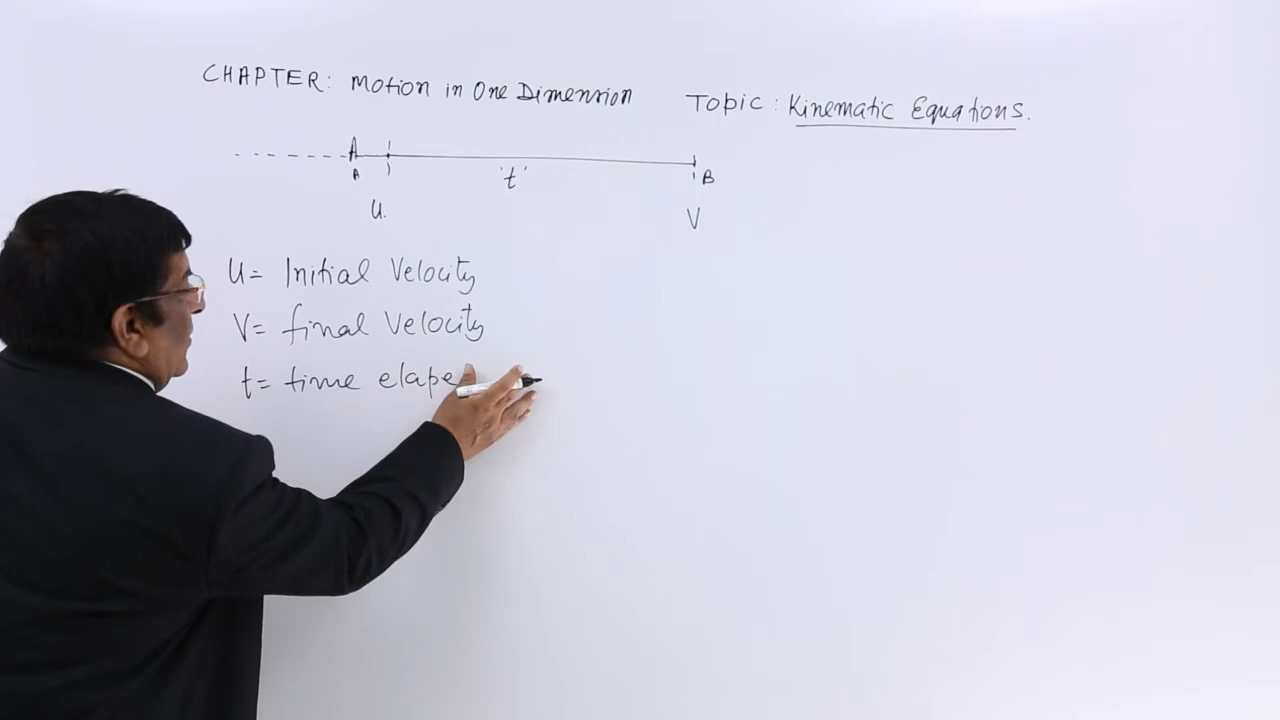 CHAPTER: Motion in One Dimension
Topic: Kinematic Equations.
A
A 't' B
u. V
u= Initial Velocity
V= final Velocity
t= time elape